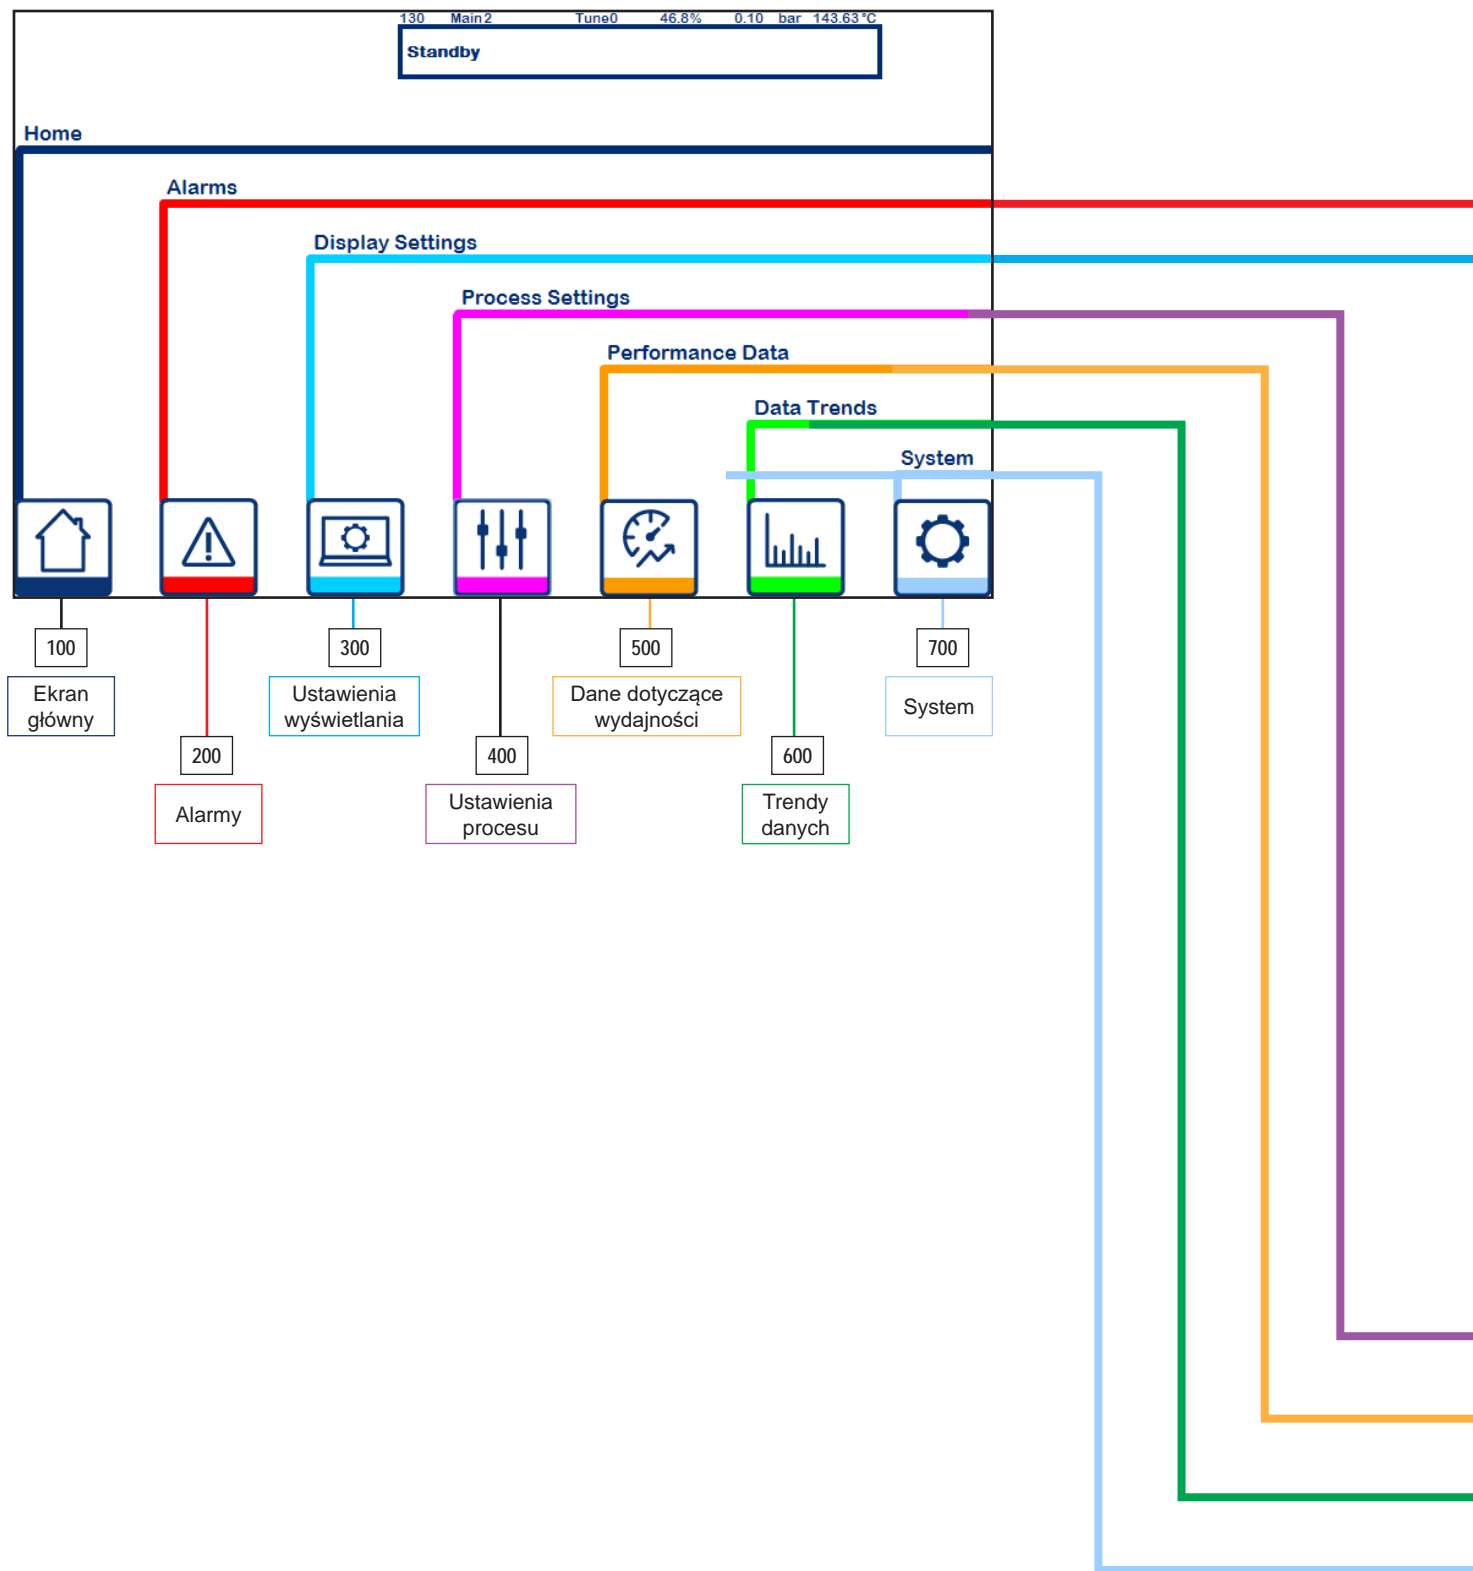 130 Main 2 Tune0 46.8% 0.10 bar 143.63 °C
Standby
Home
Alarms
Display Settings
Process Settings
Performance Data
Data Trends
System
100
300
500
700
Ekran
główny
Ustawienia
wyświetlania
Dane dotyczące
wydajności
System
200
400
600
Alarmy
Ustawienia
procesu
Trendy
danych